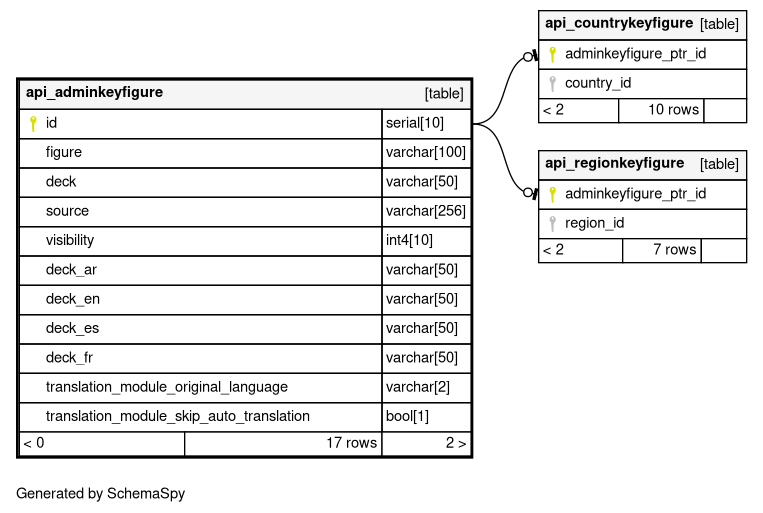 api_countrykeyfigure [table]
adminkeyfigure_ptr_id
country_id
< 2 10 rows
api_adminkeyfigure [table]
id serial[10]
figure varchar[100]
deck varchar[50]
source varchar[256]
visibility int4[10]
deck_ar varchar[50]
deck_en varchar[50]
deck_es varchar[50]
deck_fr varchar[50]
translation_module_original_language varchar[2]
translation_module_skip_auto_translation bool[1]
< 0 17 rows 2 >
api_regionkeyfigure [table]
adminkeyfigure_ptr_id
region_id
< 2 7 rows
Generated by SchemaSpy